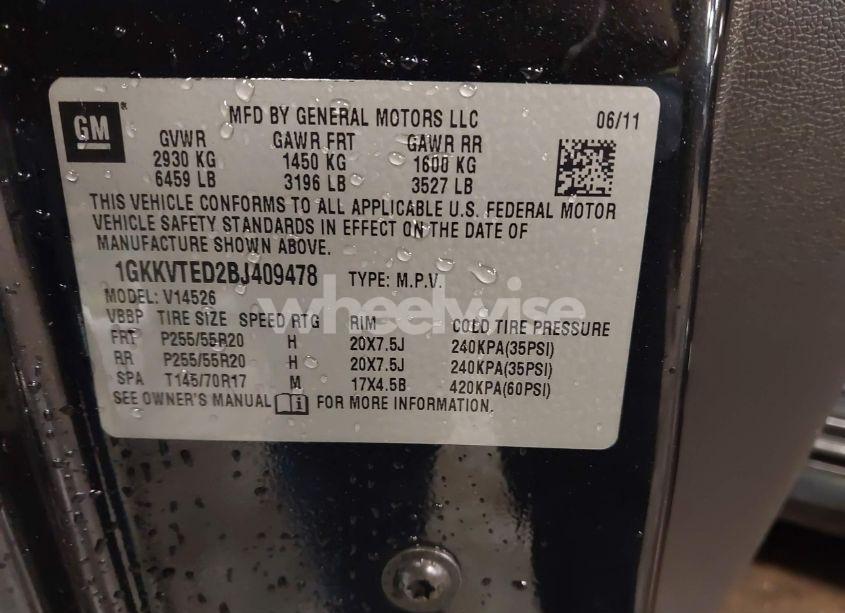 GM ®
MFD BY GENERAL MOTORS LLC 06/11
GVWR GAWR FRT GAWR RR
2930 KG 1450 KG 1600 KG
6459 LB 3196 LB 3527 LB
THIS VEHICLE CONFORMS TO ALL APPLICABLE U.S. FEDERAL MOTOR
VEHICLE SAFETY STANDARDS IN EFFECT ON THE DATE OF
MANUFACTURE SHOWN ABOVE.
1GKKVTED2BJ409478 TYPE: M.P.V.
MODEL: V14526
wheelwise
VBBP TIRE SIZE SPEED RTG RIM COLD TIRE PRESSURE
FRT P255/55R20 H 20X7.5J 240KPA(35PSI)
RR P255/55R20 H 20X7.5J 240KPA(35PSI)
SPA T145/70R17 M 17X4.5B 420KPA(60PSI)
SEE OWNER'S MANUAL i FOR MORE INFORMATION.